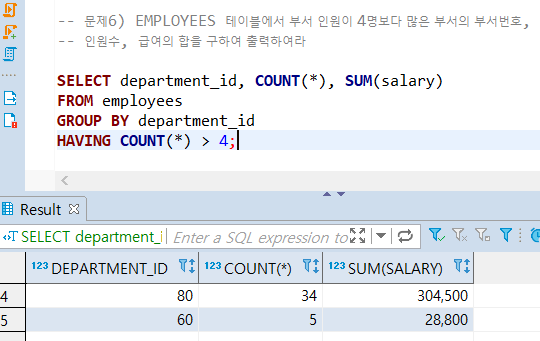 -- 문제6) EMPLOYEES 테이블에서 부서 인원이 4명보다 많은 부서의 부서번호,
-- 인원수, 급여의 합을 구하여 출력하여라
SELECT department_id, COUNT(*), SUM(salary)
FROM employees
GROUP BY department_id
HAVING COUNT(*) > 4;
Result
SELECT department_i Enter a SQL expression to
123 DEPARTMENT_ID 123 COUNT(*) 123 SUM(SALARY)
4 80 34 304,500
5 60 5 28,800